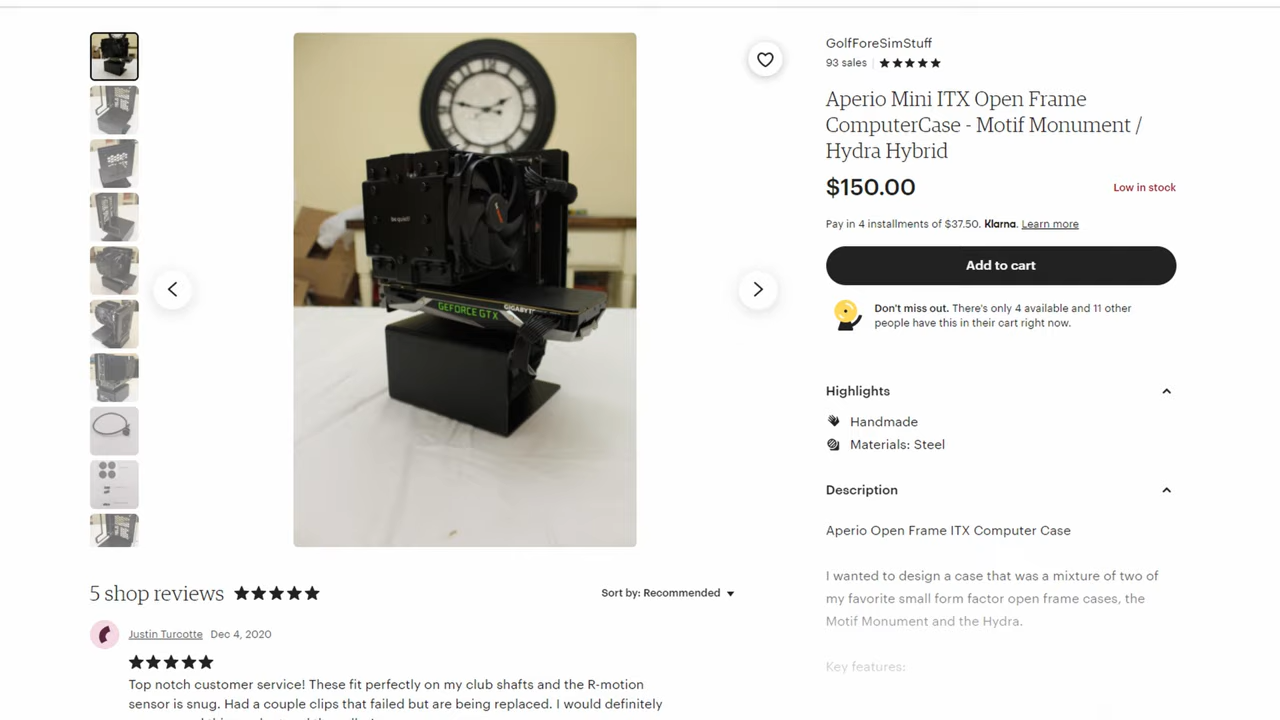 GolfForeSimStuff
93 sales
Aperio Mini ITX Open Frame
ComputerCase - Motif Monument /
Hydra Hybrid
$150.00
Low in stock
Pay in 4 installments of $37.50. Klarna. Learn more
Add to cart
Don't miss out. There's only 4 available and 11 other
people have this in their cart right now.
Highlights
Handmade
Materials: Steel
Description
Aperio Open Frame ITX Computer Case
I wanted to design a case that was a mixture of two of
my favorite small form factor open frame cases, the
Motif Monument and the Hydra.
Key features:
be quiet!
GEFORCE GTX
GIGABYTE
5 shop reviews
Sort by: Recommended
Justin Turcotte Dec 4, 2020
Top notch customer service! These fit perfectly on my club shafts and the R-motion
sensor is snug. Had a couple clips that failed but are being replaced. I would definitely